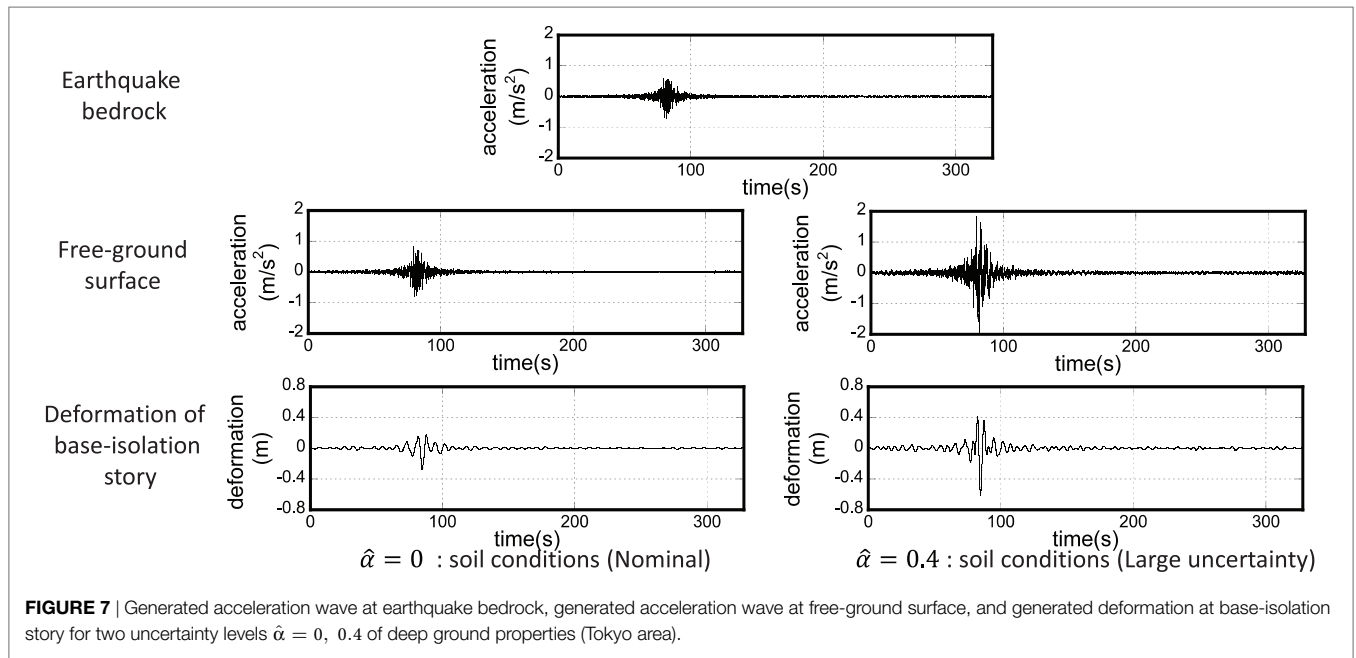 Earthquake
bedrock
acceleration
(m/s²)
2
1
0
-1
-2
0 100 200 300
time(s)
Free-ground
surface
acceleration
(m/s²)
2
1
0
-1
-2
0 100 200 300
time(s)
acceleration
(m/s²)
2
1
0
-1
-2
0 100 200 300
time(s)
Deformation of
base-isolation
story
deformation
(m)
0.8
0.4
0
-0.4
-0.8
0 100 200 300
time(s)
deformation
(m)
0.8
0.4
0
-0.4
-0.8
0 100 200 300
time(s)
α̂ = 0 : soil conditions (Nominal)
α̂ = 0.4 : soil conditions (Large uncertainty)
FIGURE 7 | Generated acceleration wave at earthquake bedrock, generated acceleration wave at free-ground surface, and generated deformation at base-isolation
story for two uncertainty levels α̂ = 0, 0.4 of deep ground properties (Tokyo area).